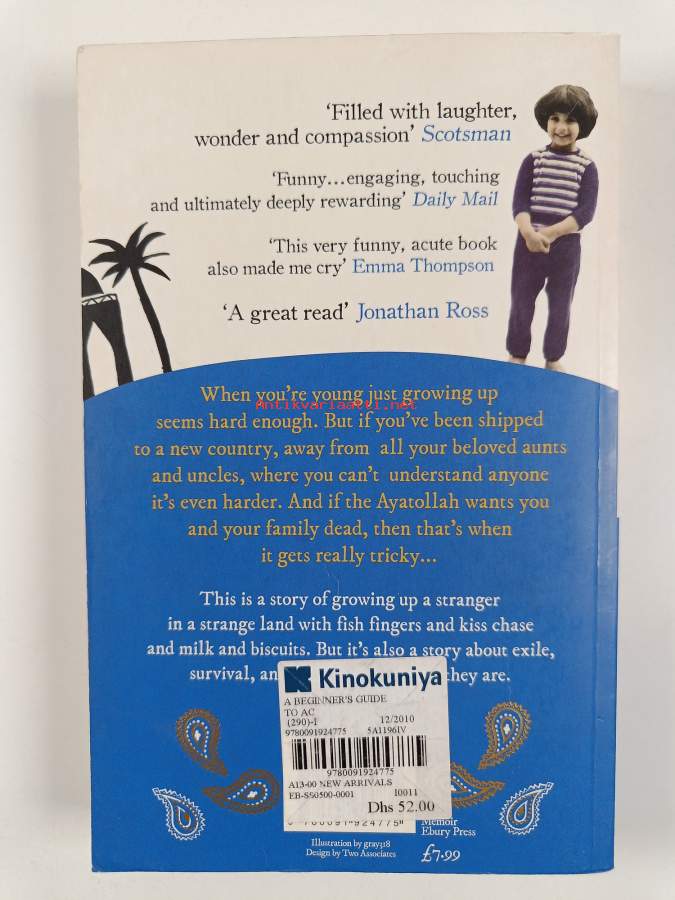 ‘Filled with laughter,
wonder and compassion’ Scotsman
‘Funny...engaging, touching
and ultimately deeply rewarding’ Daily Mail
‘This very funny, acute book
also made me cry’ Emma Thompson
‘A great read’ Jonathan Ross
When you're young just growing up
Antikvariaatti.net
seems hard enough. But if you've been shipped
to a new country, away from all your beloved aunts
and uncles, where you can't understand anyone
it's even harder. And if the Ayatollah wants you
and your family dead, then that's when
it gets really tricky...
This is a story of growing up a stranger
in a strange land with fish fingers and kiss chase
and milk and biscuits. But it's also a story about exile,
survival, an they are.
Kinokuniya
A BEGINNER'S GUIDE
TO AC
(290)-I 12/2010
9780091924775 5A1196IV
9780091924775
A13-00 NEW ARRIVALS
EB-SS0500-0001 I0011
Dhs 52.00
9 780091 924775
Memoir
Ebury Press
£7.99
Illustration by gray318
Design by Two Associates